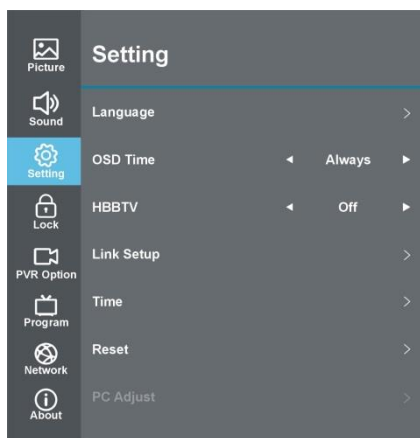 Picture
Sound
Setting
Lock
PVR Option
Program
Network
About
Setting
Language
OSD Time Always
HBBTV Off
Link Setup
Time
Reset
PC Adjust